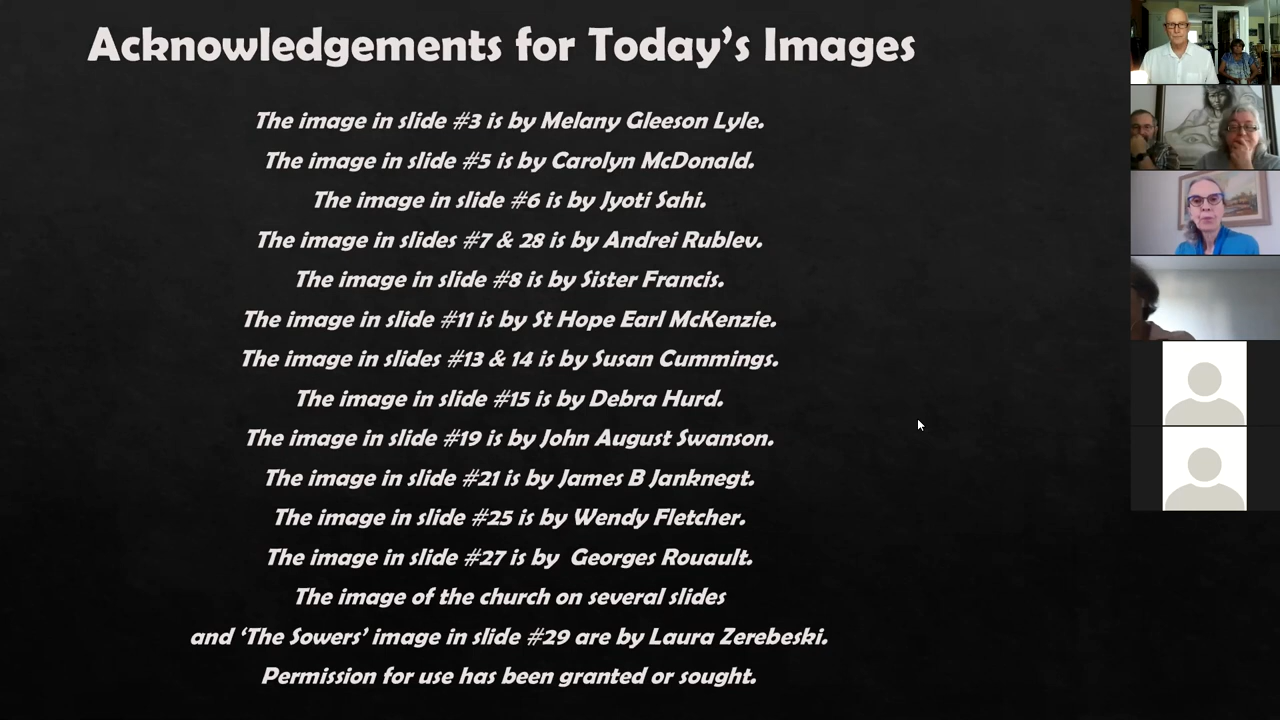 Acknowledgements for Today's Images
The image in slide #3 is by Melany Gleeson Lyle.
The image in slide #5 is by Carolyn McDonald.
The image in slide #6 is by Jyoti Sahi.
The image in slides #7 & 28 is by Andrei Rublev.
The image in slide #8 is by Sister Francis.
The image in slide #11 is by St Hope Earl McKenzie.
The image in slides #13 & 14 is by Susan Cummings.
The image in slide #15 is by Debra Hurd.
The image in slide #19 is by John August Swanson.
The image in slide #21 is by James B Janknegt.
The image in slide #25 is by Wendy Fletcher.
The image in slide #27 is by  Georges Rouault.
The image of the church on several slides
and ‘The Sowers’ image in slide #29 are by Laura Zerebeski.
Permission for use has been granted or sought.